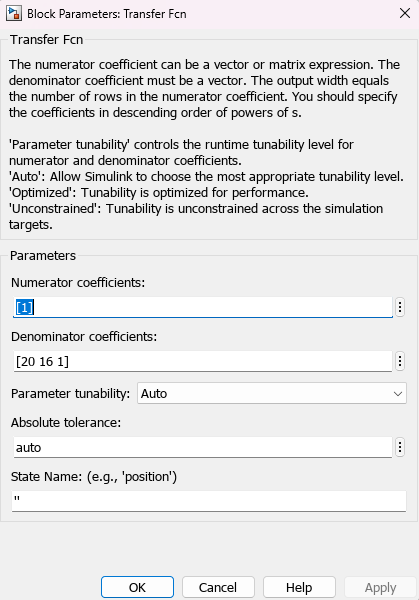 Block Parameters: Transfer Fcn
Transfer Fcn
The numerator coefficient can be a vector or matrix expression. The
denominator coefficient must be a vector. The output width equals
the number of rows in the numerator coefficient. You should specify
the coefficients in descending order of powers of s.
'Parameter tunability' controls the runtime tunability level for
numerator and denominator coefficients.
'Auto': Allow Simulink to choose the most appropriate tunability level.
'Optimized': Tunability is optimized for performance.
'Unconstrained': Tunability is unconstrained across the simulation
targets.
Parameters
Numerator coefficients:
[1]
Denominator coefficients:
[20 16 1]
Parameter tunability: Auto
Absolute tolerance:
auto
State Name: (e.g., 'position')
''
OK Cancel Help Apply